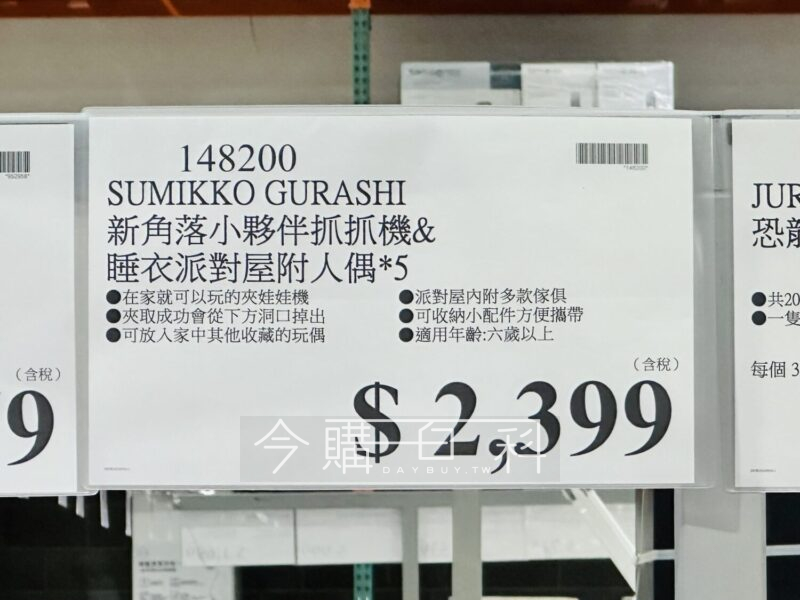 148200
*148200*
SUMIKKO GURASHI
新角落小夥伴抓抓機&
睡衣派對屋附人偶*5
●在家就可以玩的夾娃娃機
●夾取成功會從下方洞口掉出
●可放入家中其他收藏的玩偶
●派對屋內附多款傢俱
●可收納小配件方便攜帶
●適用年齡:六歲以上
(含稅)
$ 2,399
今購百科
DAYBUY.TW
*952958*
(含稅)
9
JUR
恐龍
●共20
●一隻
每個 3